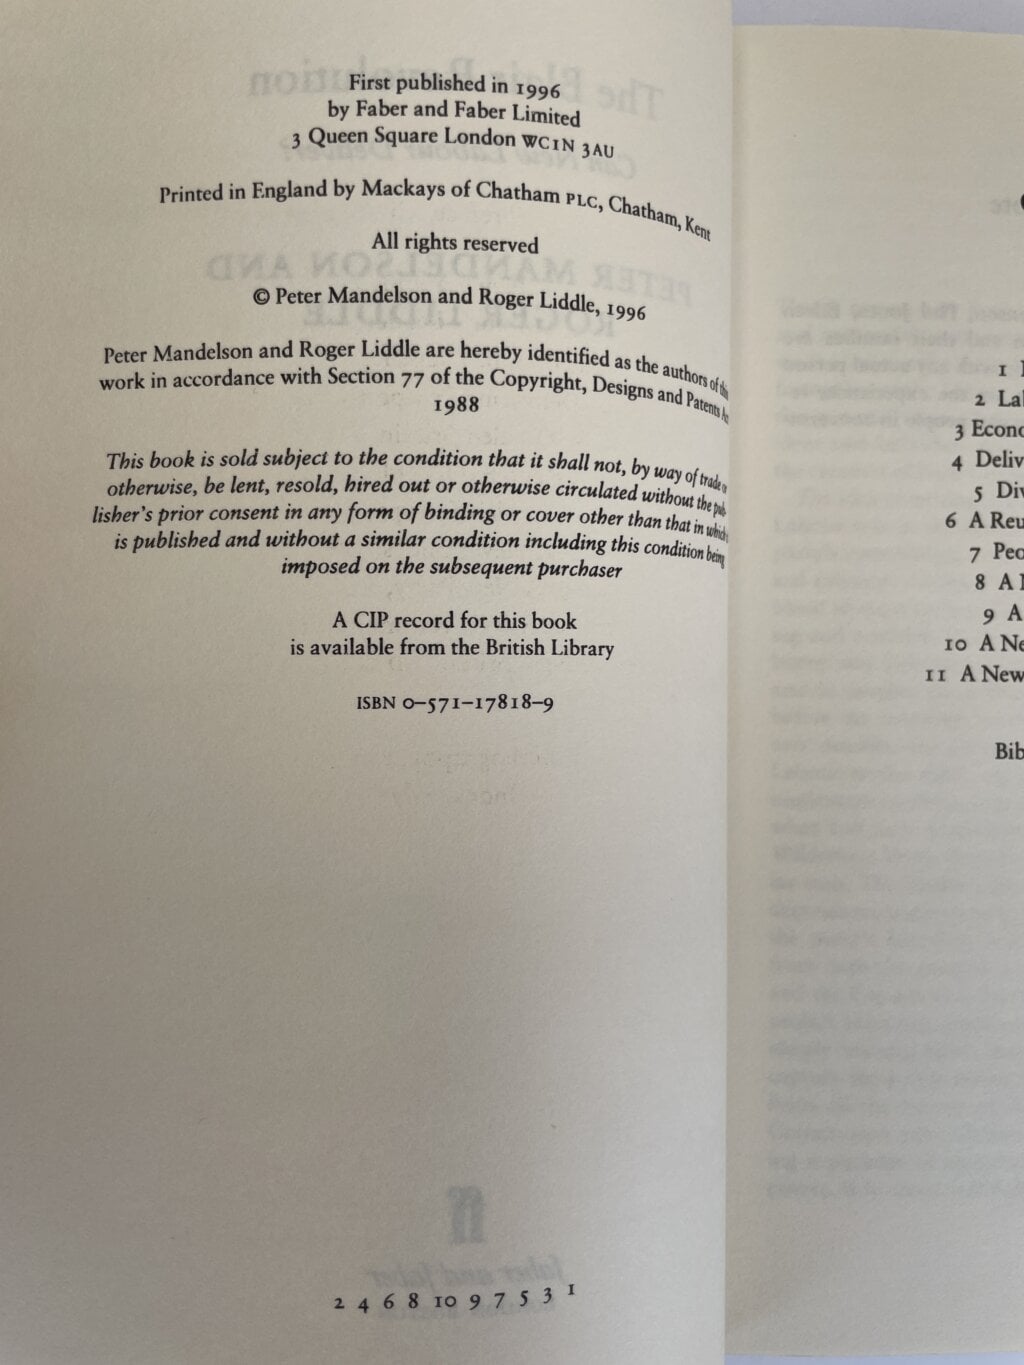 First published in 1996
by Faber and Faber Limited
3 Queen Square London WC1N 3AU
Printed in England by Mackays of Chatham PLC, Chatham, Kent
All rights reserved
© Peter Mandelson and Roger Liddle, 1996
Peter Mandelson and Roger Liddle are hereby identified as the authors of this
work in accordance with Section 77 of the Copyright, Designs and Patents Act
1988
This book is sold subject to the condition that it shall not, by way of trade or
otherwise, be lent, resold, hired out or otherwise circulated without the pub
lisher's prior consent in any form of binding or cover other than that in which
is published and without a similar condition including this condition being
imposed on the subsequent purchaser
A CIP record for this book
is available from the British Library
ISBN 0–571–17818–9
2 4 6 8 10 9 7 5 3 1
1
2 Lal
3 Econo
4 Deliv
5 Div
6 A Reu
7 Peo
8 A
9 A
10 A Ne
11 A New
Bib